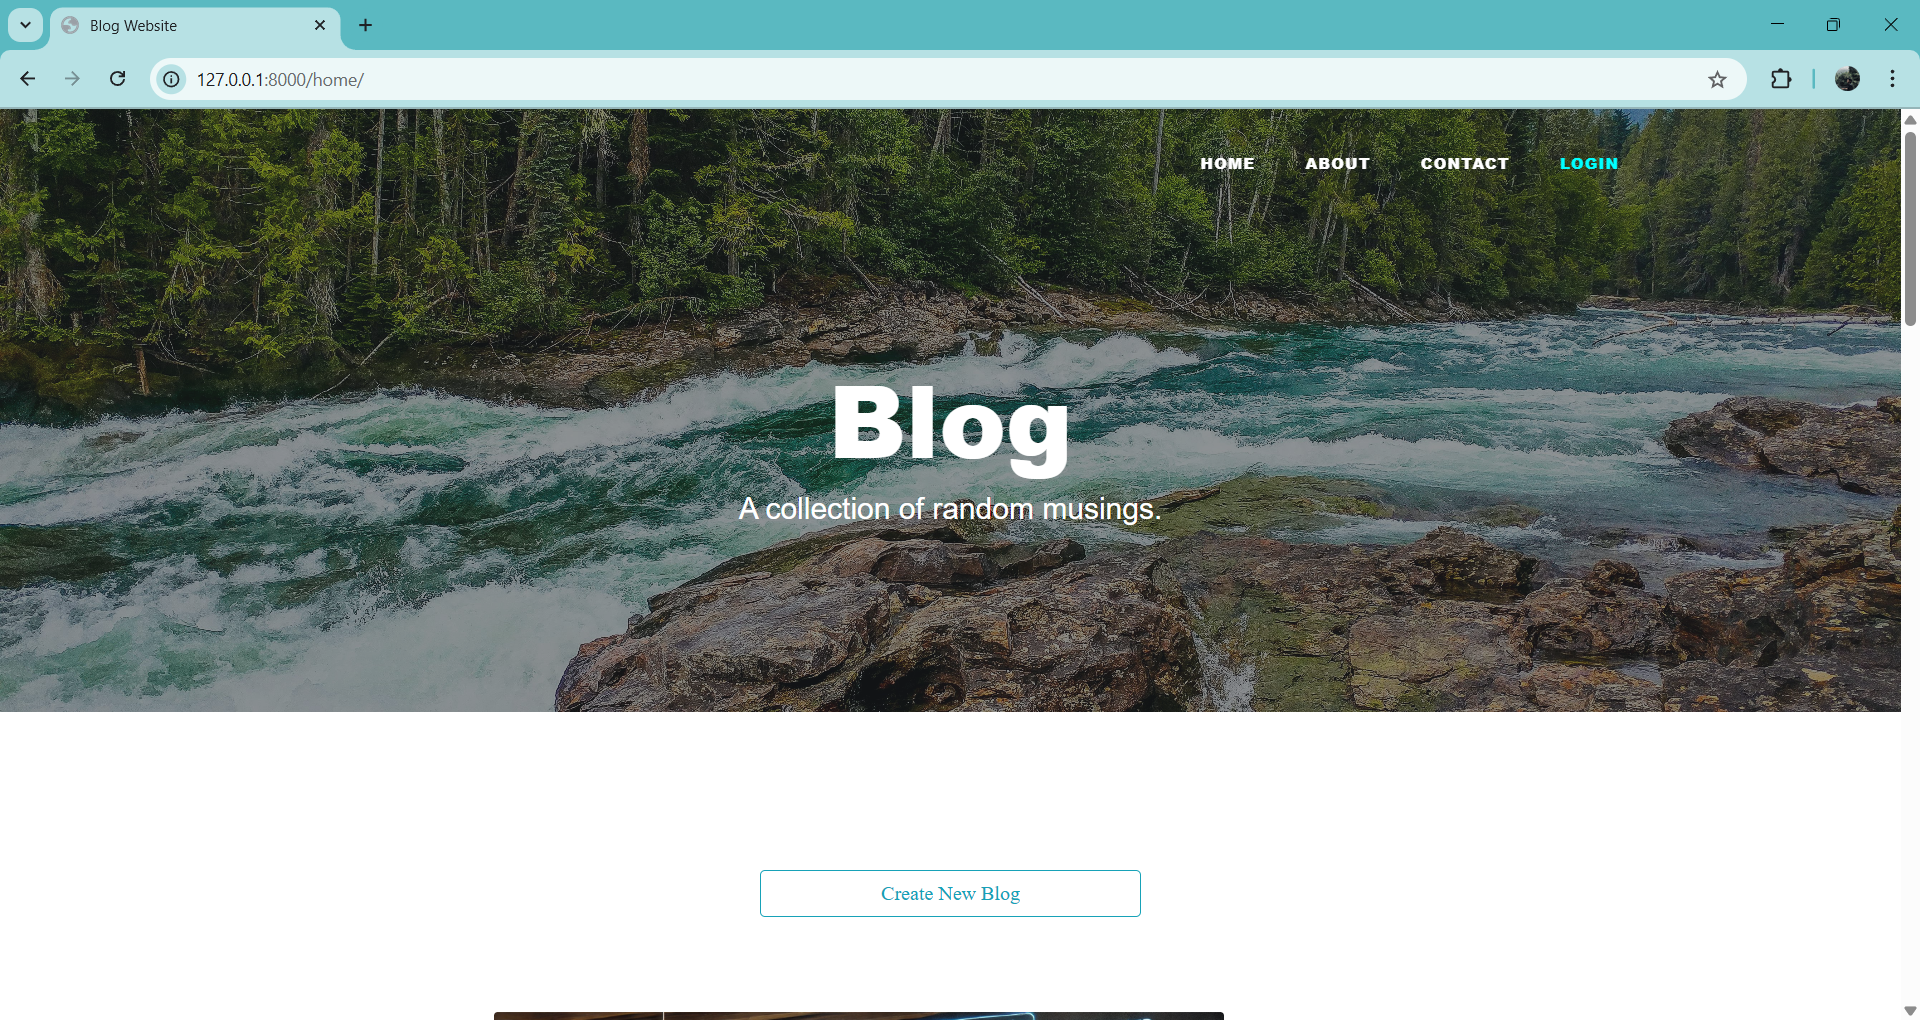 Blog Website
127.0.0.1:8000/home/
HOME ABOUT CONTACT LOGIN
Blog
A collection of random musings.
Create New Blog